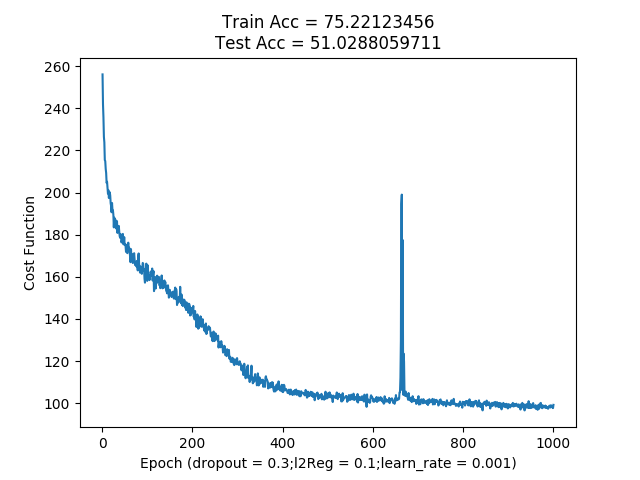 Train Acc = 75.22123456
Test Acc = 51.0288059711
260
240
220
200
180
160
140
120
100
Cost Function
0 200 400 600 800 1000
Epoch (dropout = 0.3;l2Reg = 0.1;learn_rate = 0.001)